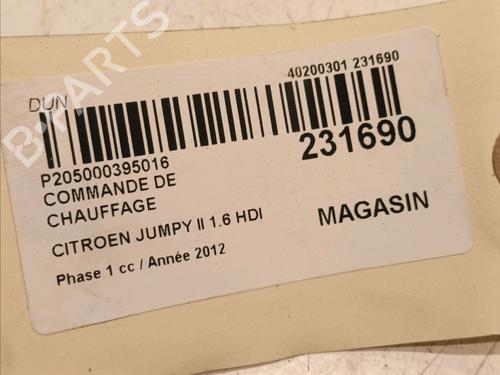 DUN
40200301 231690
P205000395016
231690
COMMANDE DE
CHAUFFAGE
CITROEN JUMPY II 1.6 HDI
MAGASIN
Phase 1 cc / Année 2012
B-PARTS